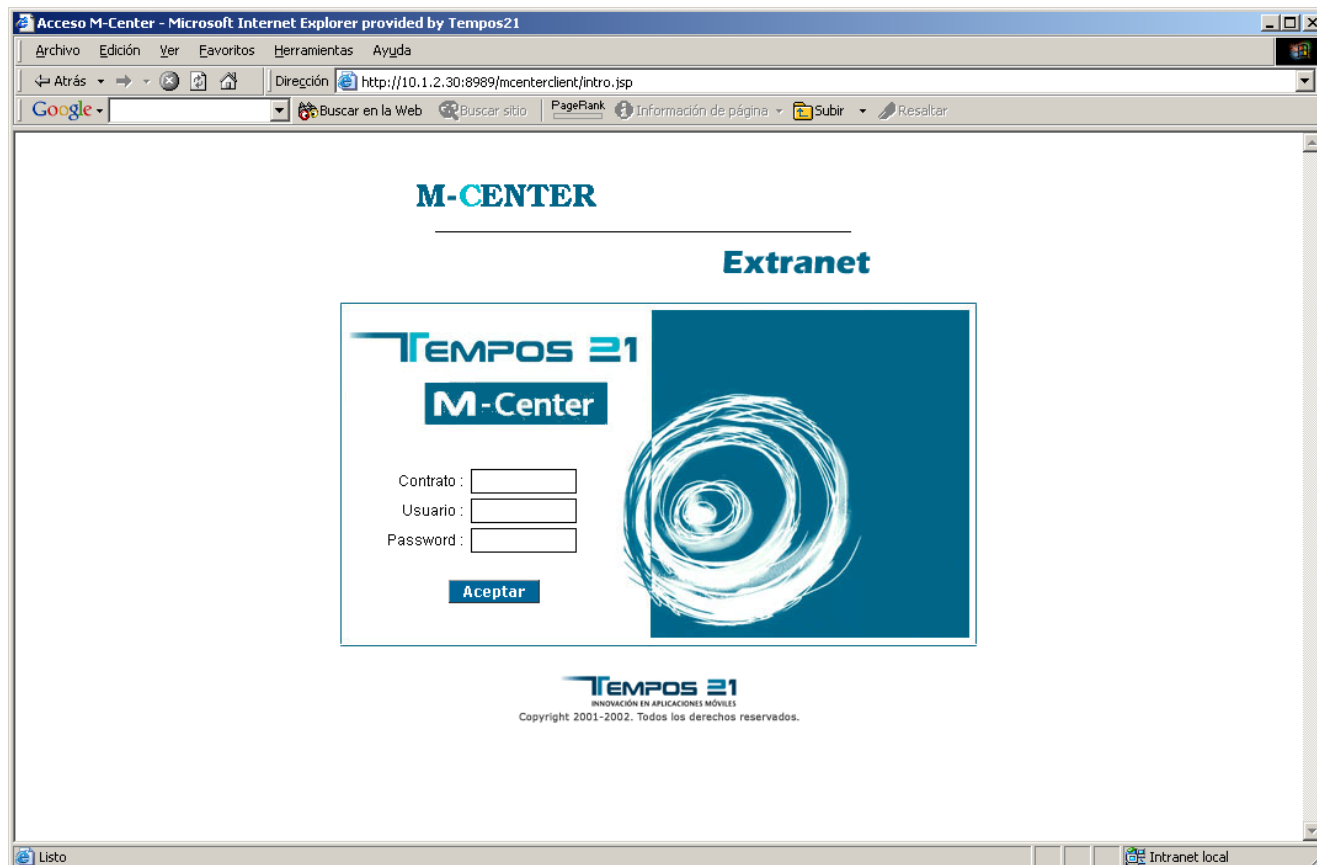 Acceso M-Center - Microsoft Internet Explorer provided by Tempos21
Archivo Edición Ver Favoritos Herramientas Ayuda
Atrás Dirección http://10.1.2.30:8989/mcenterclient/intro.jsp
Google Buscar en la Web Buscar sitio PageRank Información de página Subir Resaltar
M-CENTER
Extranet
TEMPOS 21
M-Center
Contrato :
Usuario :
Password :
Aceptar
TEMPOS 21
INNOVACIÓN EN APLICACIONES MÓVILES
Copyright 2001-2002. Todos los derechos reservados.
Listo Intranet local